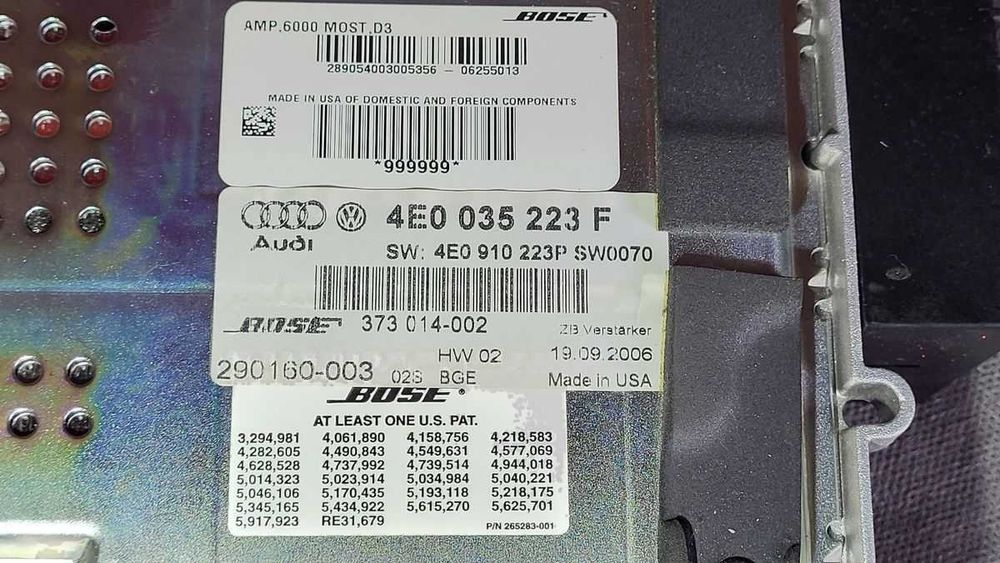 BOSE
AMP.6000 MOST.D3
289054003005356 - 06255013
MADE IN USA OF DOMESTIC AND FOREIGN COMPONENTS
*999999*
4E0 035 223 F
Audi
SW: 4E0 910 223P SW0070
BOSE 373 014-002 ZB Verstärker
HW 02 19.09.2006
290160-003 02S BGE Made in USA
BOSE®
AT LEAST ONE U.S. PAT.
3,294,981 4,061,890 4,158,756 4,218,583
4,282,605 4,490,843 4,549,631 4,577,069
4,628,528 4,737,992 4,739,514 4,944,018
5,014,323 5,023,914 5,034,984 5,040,221
5,046,106 5,170,435 5,193,118 5,218,175
5,345,165 5,434,922 5,615,270 5,625,701
5,917,923 RE31,679 P/N 265283-001